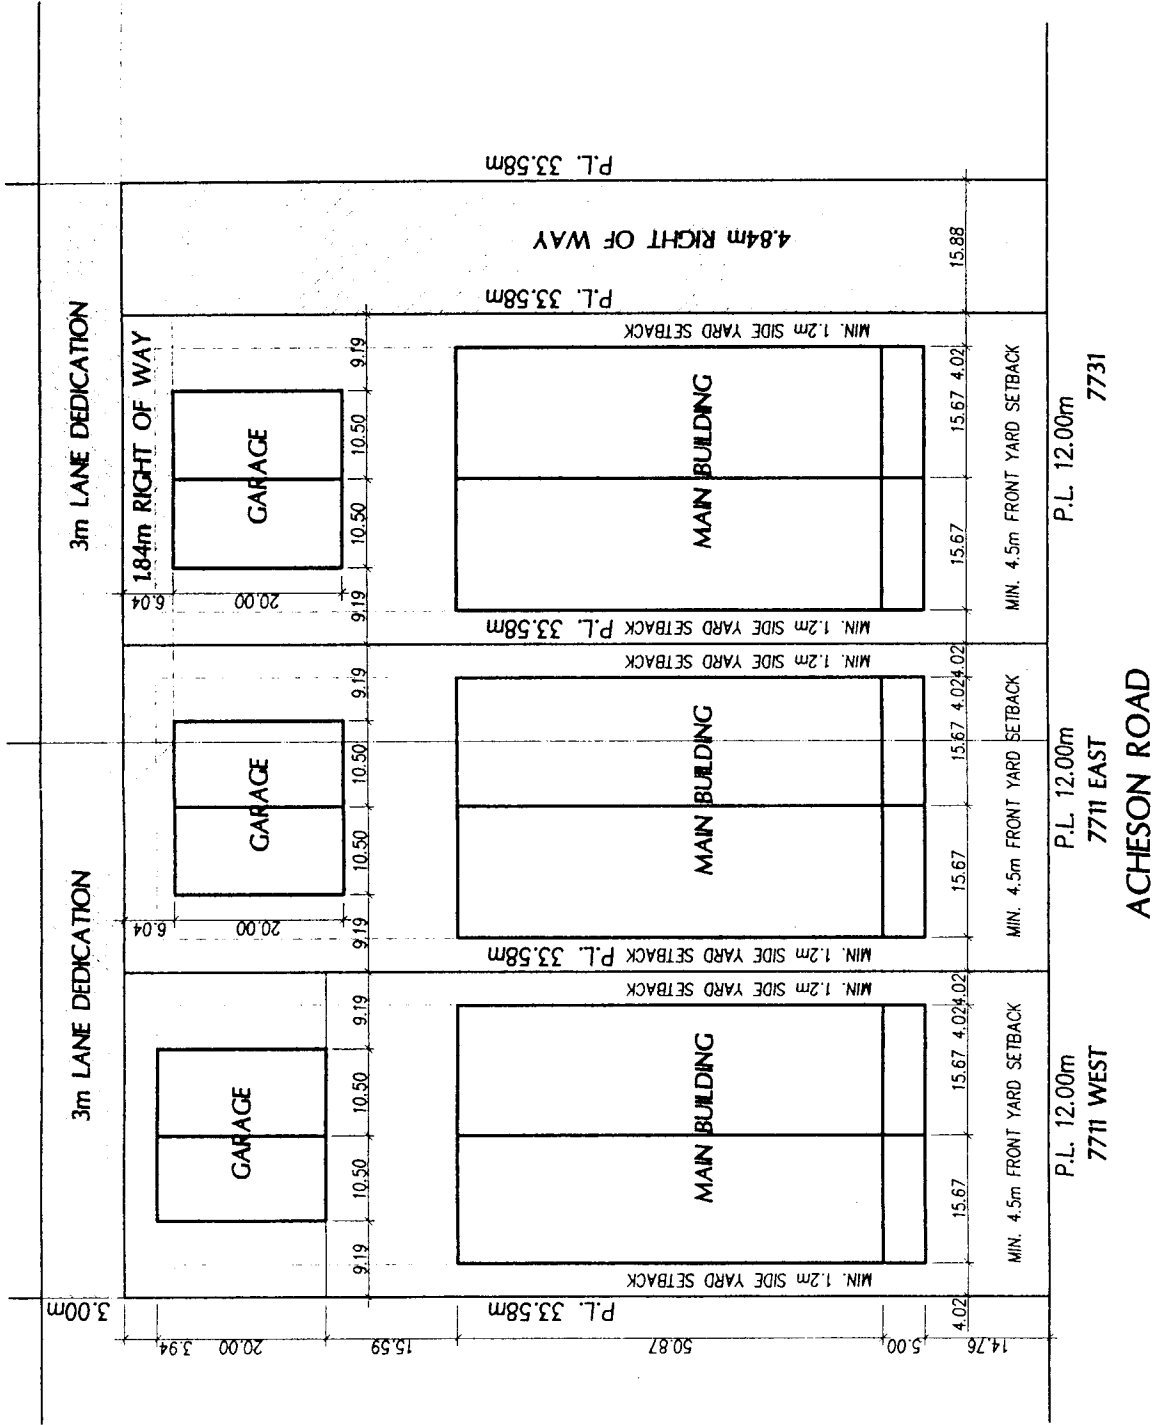 3m LANE DEDICATION
3m LANE DEDICATION
3.00m
1.84m RIGHT OF WAY
3.94
20.00
15.59
50.87
5.00
14.76
6.04
20.00
6.04
20.00
GARAGE
GARAGE
GARAGE
9.19
10.50
10.50
9.19
9.19
10.50
10.50
9.19
9.19
10.50
10.50
9.19
P.L. 33.58m
MIN. 1.2m SIDE YARD SETBACK
MIN. 1.2m SIDE YARD SETBACK
P.L. 33.58m
MIN. 1.2m SIDE YARD SETBACK
MIN. 1.2m SIDE YARD SETBACK
P.L. 33.58m
MIN. 1.2m SIDE YARD SETBACK
MIN. 1.2m SIDE YARD SETBACK
P.L. 33.58m
4.84m RIGHT OF WAY
P.L. 33.58m
MAIN BUILDING
MAIN BUILDING
MAIN BUILDING
4.02
15.67
15.67
4.02
4.02
15.67
15.67
4.02
4.02
15.67
15.67
4.02
15.88
MIN. 4.5m FRONT YARD SETBACK
MIN. 4.5m FRONT YARD SETBACK
MIN. 4.5m FRONT YARD SETBACK
P.L. 12.00m
P.L. 12.00m
P.L. 12.00m
7711 WEST
7711 EAST
7731
ACHESON ROAD